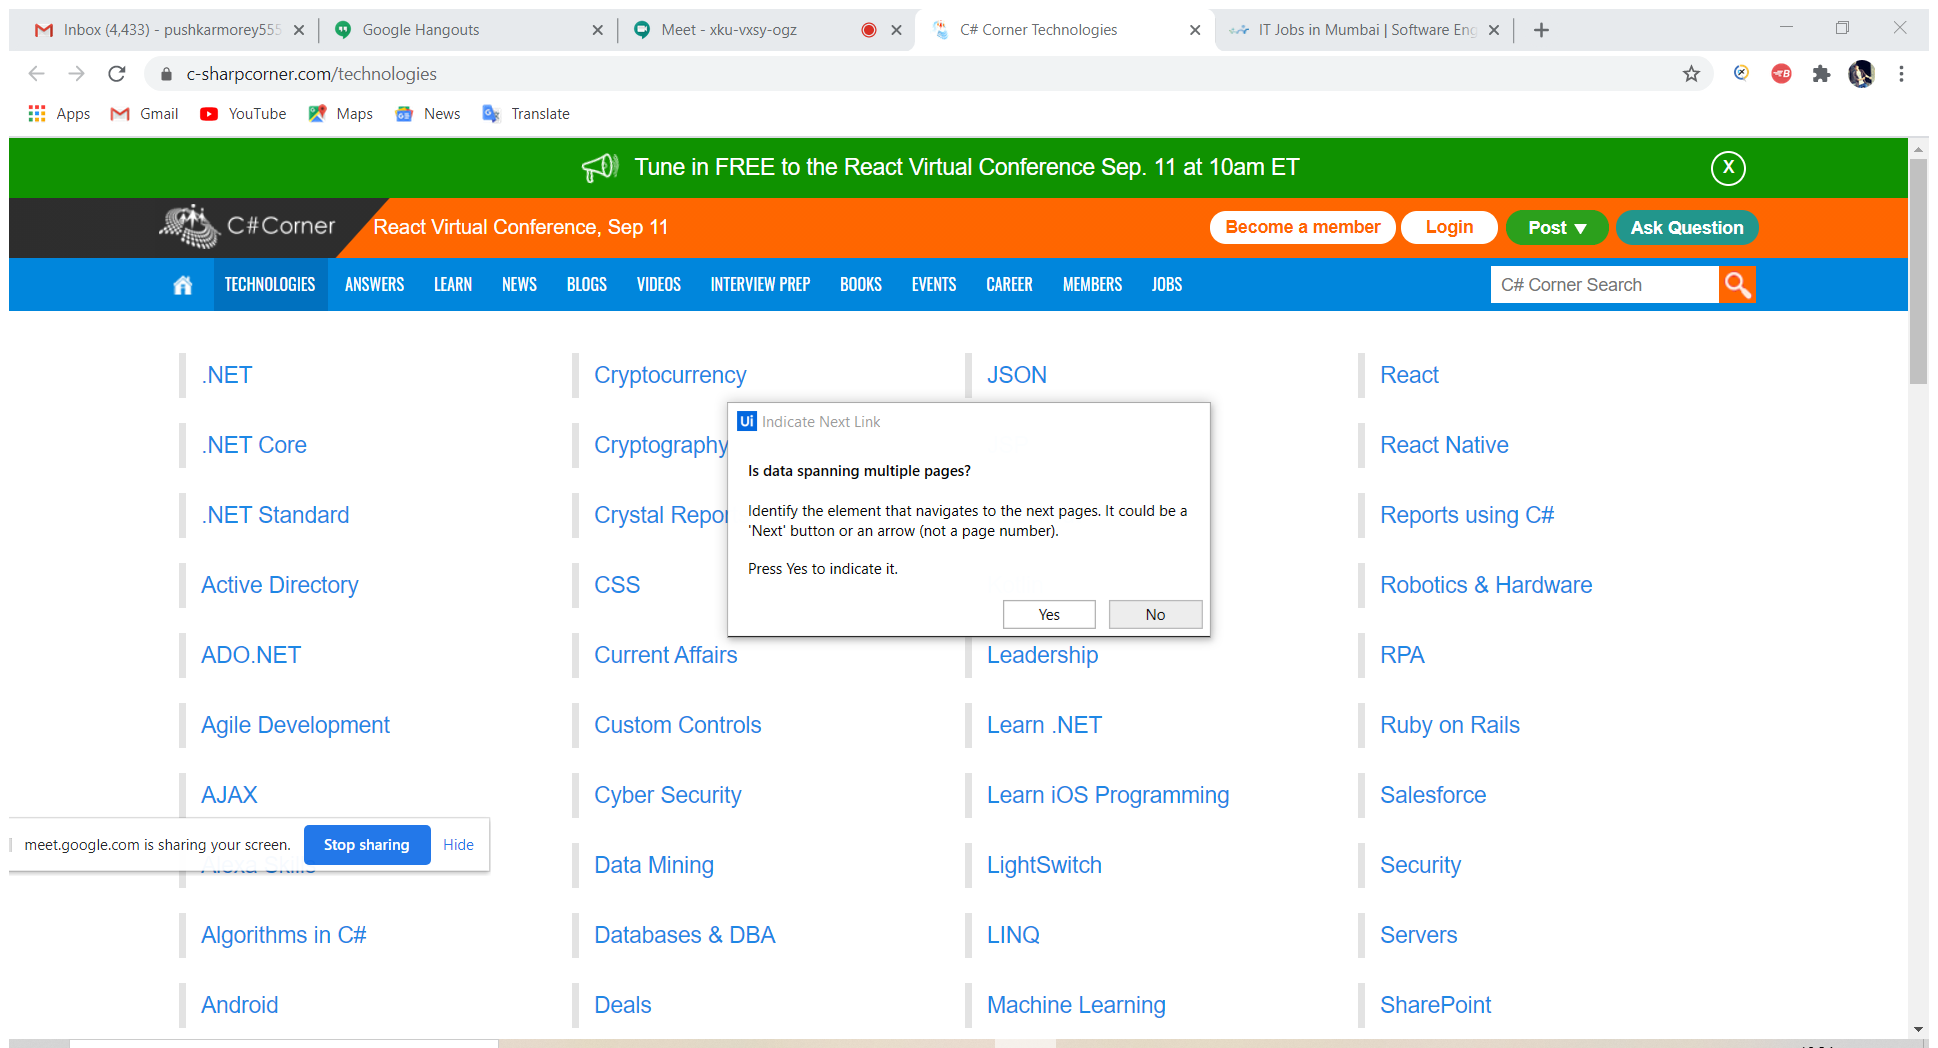 Inbox (4,433) - pushkarmorey555
Google Hangouts
Meet - xku-vxsy-ogz
C# Corner Technologies
IT Jobs in Mumbai | Software Eng
c-sharpcorner.com/technologies
Apps
Gmail
YouTube
Maps
News
Translate
Tune in FREE to the React Virtual Conference Sep. 11 at 10am ET
X
C#Corner
React Virtual Conference, Sep 11
Become a member
Login
Post ▼
Ask Question
TECHNOLOGIES
ANSWERS
LEARN
NEWS
BLOGS
VIDEOS
INTERVIEW PREP
BOOKS
EVENTS
CAREER
MEMBERS
JOBS
C# Corner Search
.NET
Cryptocurrency
JSON
React
Ui Indicate Next Link
.NET Core
Cryptography
React Native
Is data spanning multiple pages?
.NET Standard
Crystal Repor
Identify the element that navigates to the next pages. It could be a
'Next' button or an arrow (not a page number).
Reports using C#
Press Yes to indicate it.
Active Directory
CSS
Robotics & Hardware
Yes
No
ADO.NET
Current Affairs
Leadership
RPA
Agile Development
Custom Controls
Learn .NET
Ruby on Rails
AJAX
Cyber Security
Learn iOS Programming
Salesforce
meet.google.com is sharing your screen.
Stop sharing
Hide
Data Mining
LightSwitch
Security
Algorithms in C#
Databases & DBA
LINQ
Servers
Android
Deals
Machine Learning
SharePoint